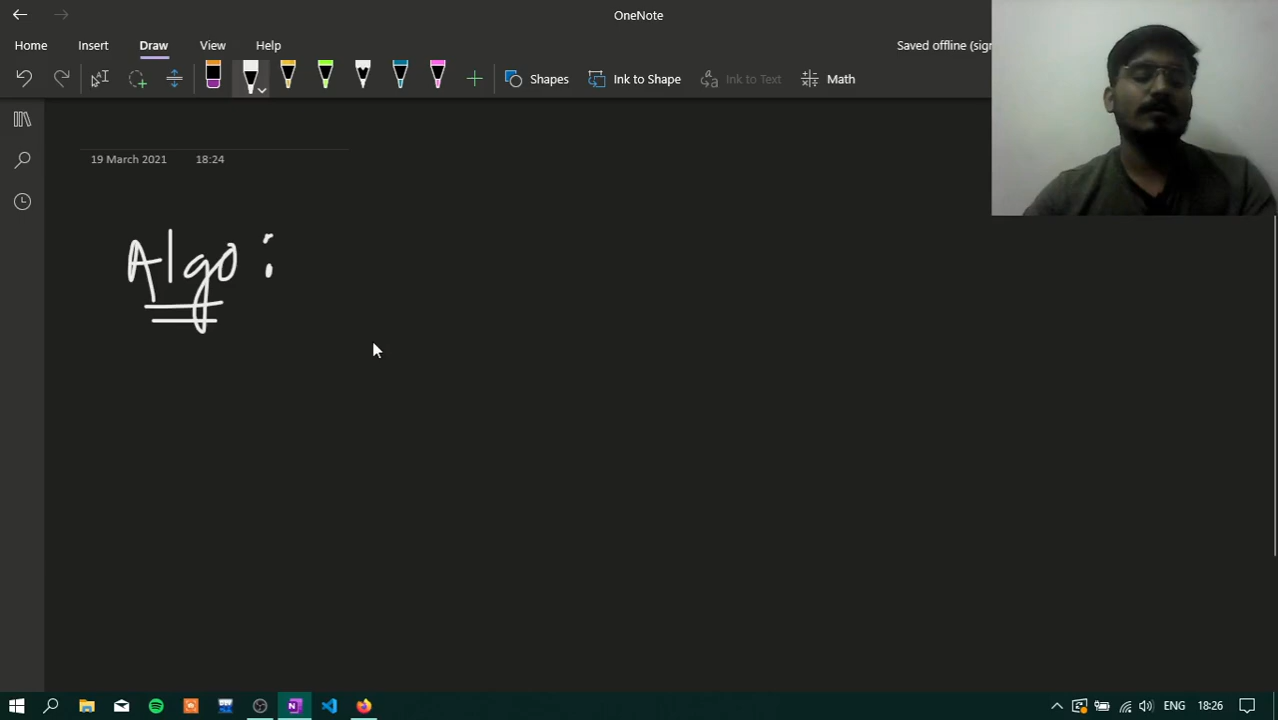 OneNote
Home Insert Draw View Help Saved offline (sign
Shapes Ink to Shape Ink to Text Math
19 March 2021 18:24
Algo :
ENG 18:26